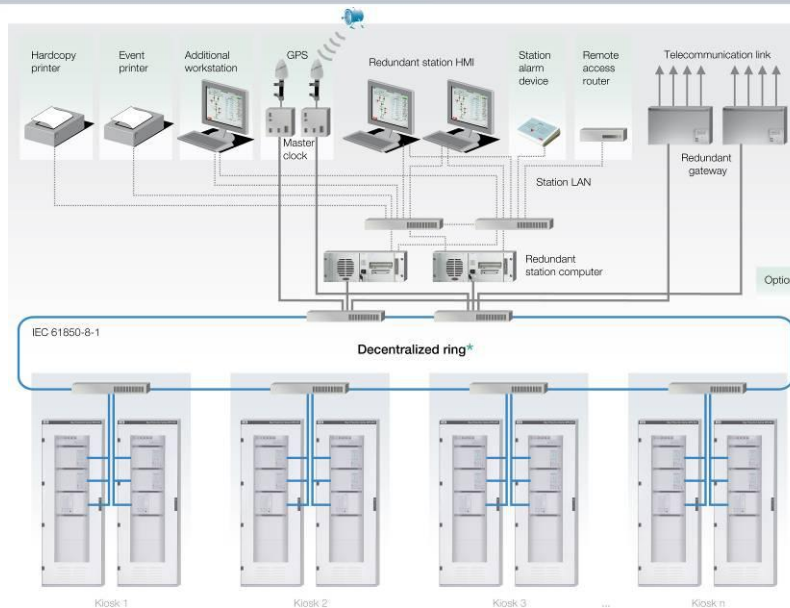 Hardcopy
printer
Event
printer
Additional
workstation
GPS
Redundant station HMI
Station
alarm
device
Remote
access
router
Telecommunication link
Master
clock
Redundant
gateway
Station LAN
Redundant
station computer
Optio
IEC 61850-8-1
Decentralized ring*
Kiosk 1
Kiosk 2
Kiosk 3
...
Kiosk n